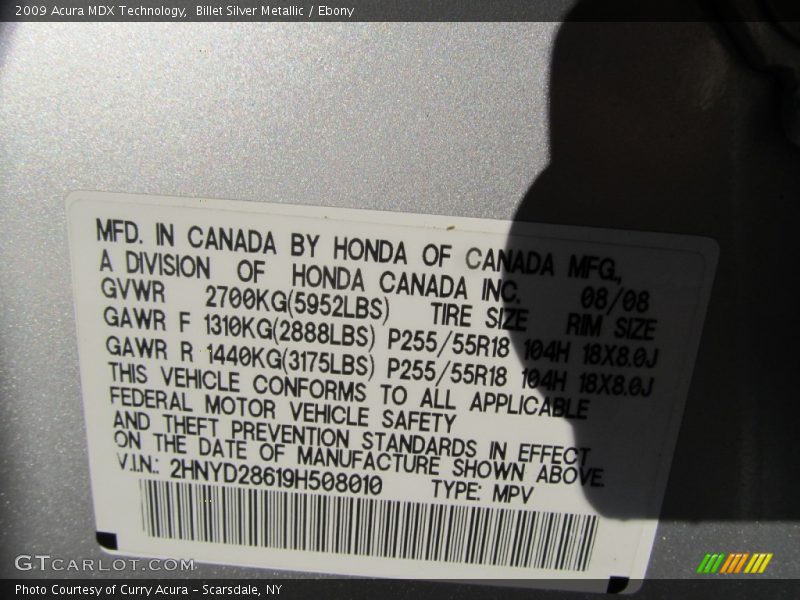 2009 Acura MDX Technology,  Billet Silver Metallic / Ebony
MFD. IN CANADA BY HONDA OF CANADA MFG.,
A DIVISION OF HONDA CANADA INC. 08/08
GVWR 2700KG(5952LBS) TIRE SIZE RIM SIZE
GAWR F 1310KG(2888LBS) P255/55R18 104H 18X8.0J
GAWR R 1440KG(3175LBS) P255/55R18 104H 18X8.0J
THIS VEHICLE CONFORMS TO ALL APPLICABLE
FEDERAL MOTOR VEHICLE SAFETY
AND THEFT PREVENTION STANDARDS IN EFFECT
ON THE DATE OF MANUFACTURE SHOWN ABOVE.
V.I.N.: 2HNYD28619H508010 TYPE: MPV
GTCARLOT.COM
Photo Courtesy of Curry Acura – Scarsdale, NY